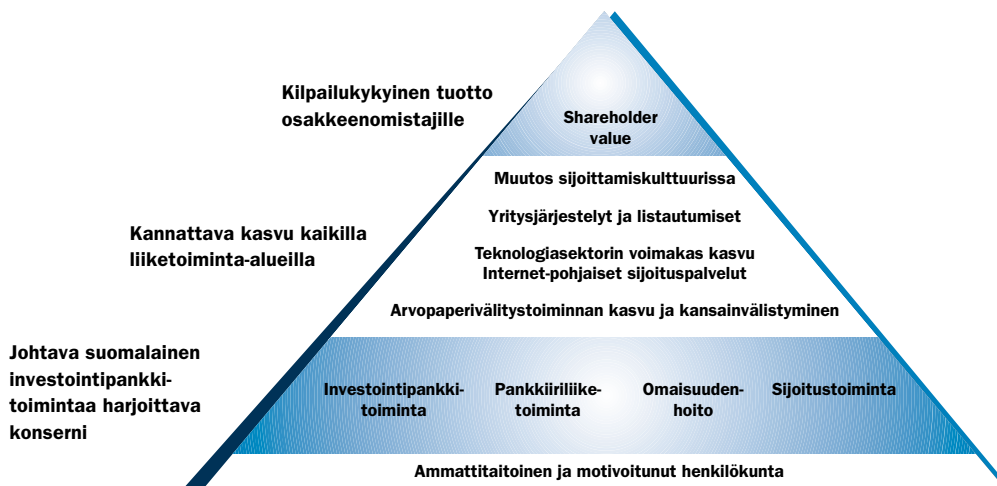 Kilpailukykyinen tuotto
osakkeenomistajille
Shareholder
value
Muutos sijoittamiskulttuurissa
Yritysjärjestelyt ja listautumiset
Kannattava kasvu kaikilla
liiketoiminta-alueilla
Teknologiasektorin voimakas kasvu
Internet-pohjaiset sijoituspalvelut
Arvopaperivälitystoiminnan kasvu ja kansainvälistyminen
Johtava suomalainen
investointipankki-
toimintaa harjoittava
konserni
Investointipankki-
toiminta
Pankkiiriliike-
toiminta
Omaisuuden-
hoito
Sijoitustoiminta
Ammattitaitoinen ja motivoitunut henkilökunta